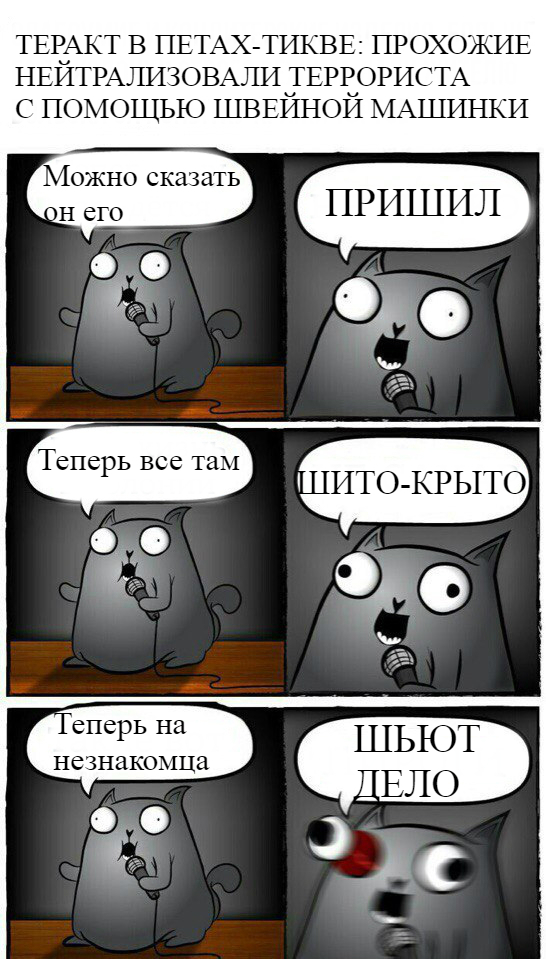 ТЕРАКТ В ПЕТАХ-ТИКВЕ: ПРОХОЖИЕ
НЕЙТРАЛИЗОВАЛИ ТЕРРОРИСТА
С ПОМОЩЬЮ ШВЕЙНОЙ МАШИНКИ
Можно сказать
он его
ПРИШИЛ
Теперь все там
ШИТО-КРЫТО
Теперь на
незнакомца
ШЬЮТ
ДЕЛО